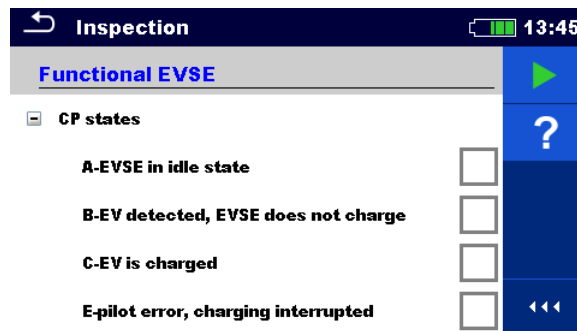 Inspection 13:45
Functional EVSE
CP states
?
A-EVSE in idle state
B-EV detected, EVSE does not charge
C-EV is charged
E-pilot error, charging interrupted